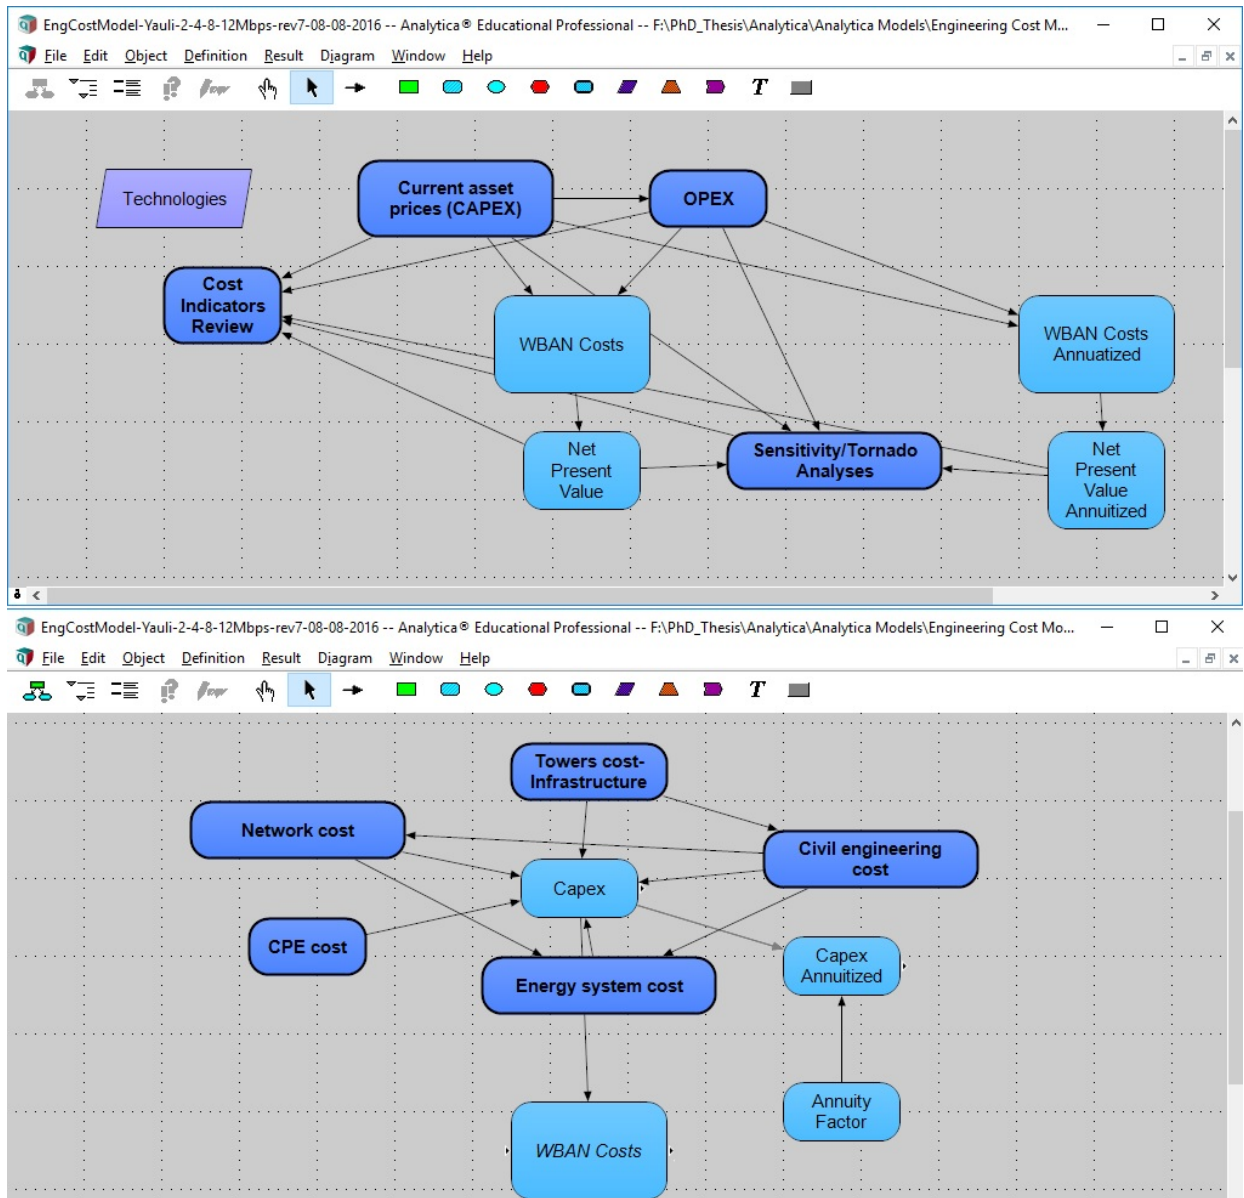 EngCostModel-Yauli-2-4-8-12Mbps-rev7-08-08-2016 -- Analytica® Educational Professional -- F:\PhD_Thesis\Analytica\Analytica Models\Engineering Cost M...
File Edit Object Definition Result Diagram Window Help
T
Technologies
Current asset
prices (CAPEX)
OPEX
Cost
Indicators
Review
WBAN Costs
WBAN Costs
Annuatized
Net
Present
Value
Sensitivity/Tornado
Analyses
Net
Present
Value
Annuitized
EngCostModel-Yauli-2-4-8-12Mbps-rev7-08-08-2016 -- Analytica® Educational Professional -- F:\PhD_Thesis\Analytica\Analytica Models\Engineering Cost Mo...
File Edit Object Definition Result Diagram Window Help
T
Towers cost-
Infrastructure
Network cost
Civil engineering
cost
Capex
CPE cost
Capex
Annuitized
Energy system cost
Annuity
Factor
WBAN Costs